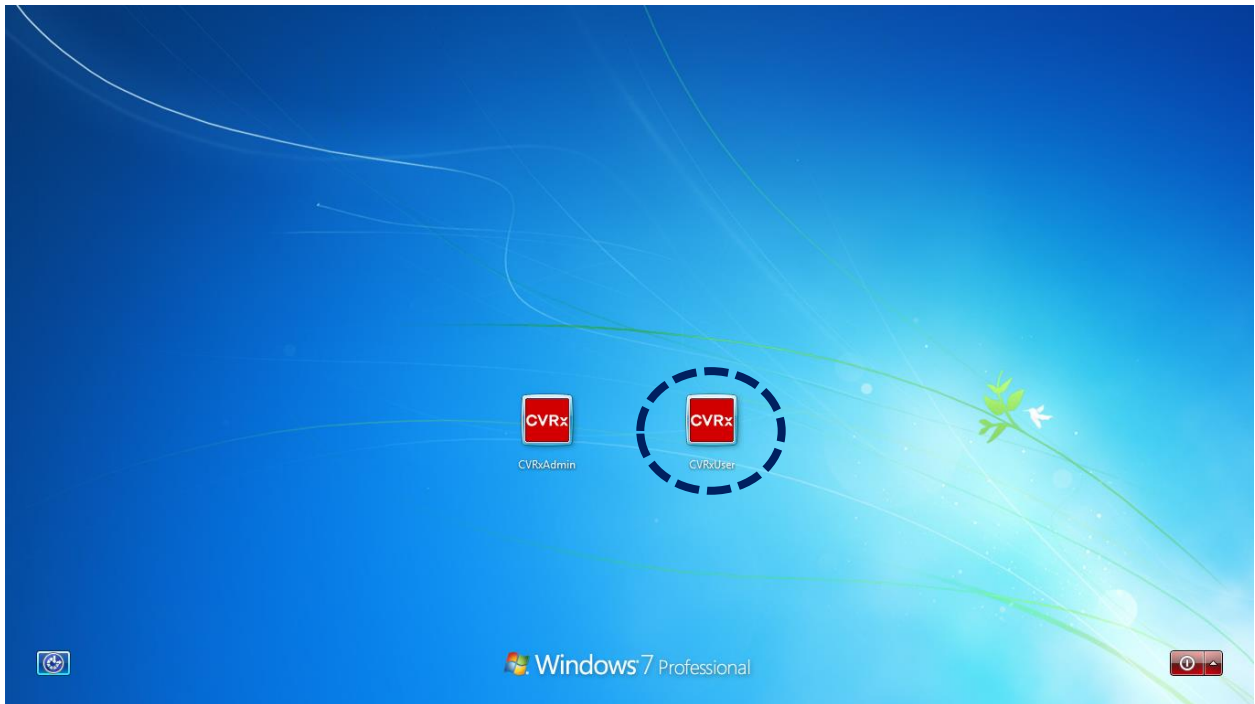 CVRx
CVRx
CVRxAdmin
CVRxUser
Windows 7 Professional